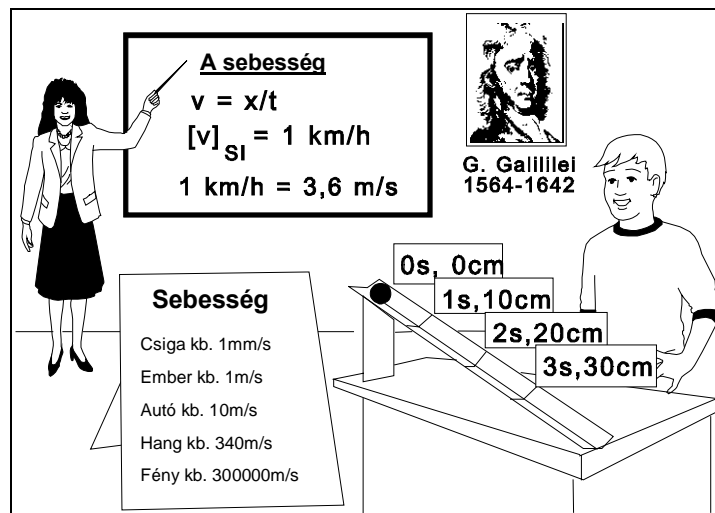 A sebesség
v = x/t
[v]SI = 1 km/h
1 km/h = 3,6 m/s
G. Galililei
1564-1642
0s, 0cm
1s,10cm
2s,20cm
3s,30cm
Sebesség
Csiga kb. 1mm/s
Ember kb. 1m/s
Autó kb. 10m/s
Hang kb. 340m/s
Fény kb. 300000m/s